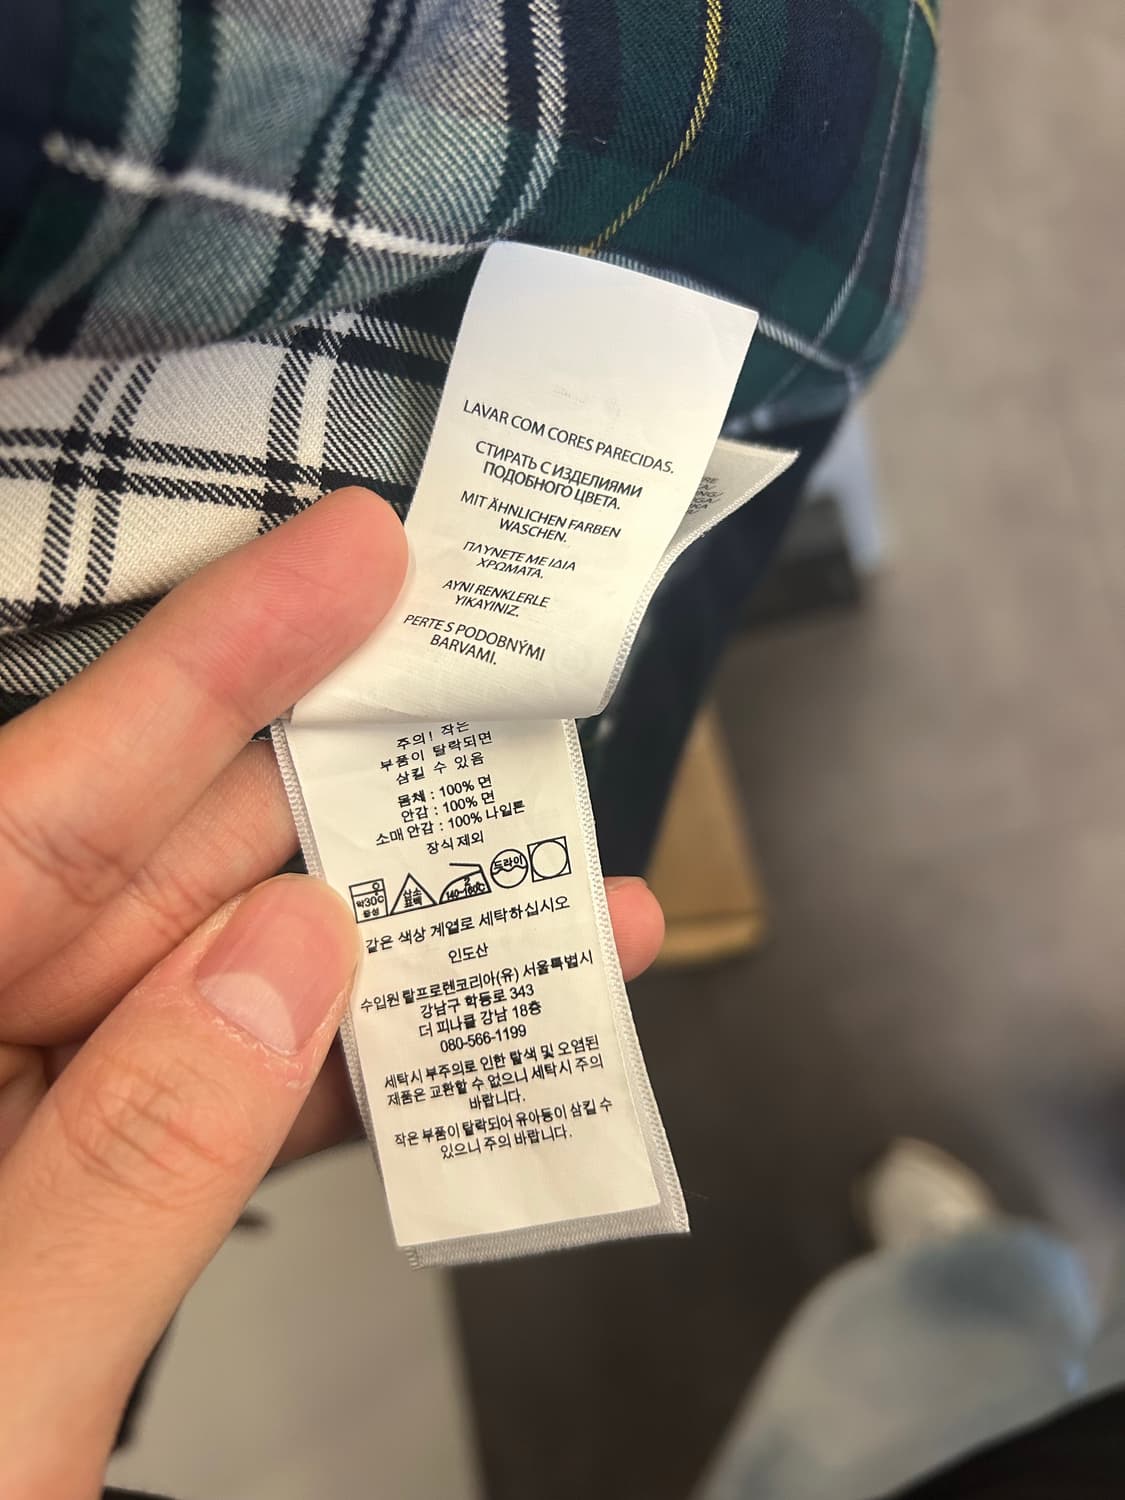 LAVAR COM CORES PARECIDAS.
СТИРАТЬ С ИЗДЕЛИЯМИ
ПОДОБНОГО ЦВЕТА.
MIT ÄHNLICHEN FARBEN
WASCHEN.
ΠΛΥΝΕΤΕ ΜΕ ΙΔΙΑ
ΧΡΩΜΑΤΑ.
AYNI RENKLERLE
YIKAYINIZ.
PERTE S PODOBNÝMI
BARVAMI.
주의! 작은
부품이 탈락되면
삼킬 수 있음
몸체 : 100% 면
안감 : 100% 면
소매 안감 : 100% 나일론
장식 제외
약30℃
중성
산소
표백
2
140~160℃
드라이
같은 색상 계열로 세탁하십시오
인도산
수입원 랄프로렌코리아(유) 서울특별시
강남구 학동로 343
더 피나클 강남 18층
080-566-1199
세탁시 부주의로 인한 탈색 및 오염된
제품은 교환할 수 없으니 세탁시 주의
바랍니다.
작은 부품이 탈락되어 유아등이 삼킬 수
있으니 주의 바랍니다.